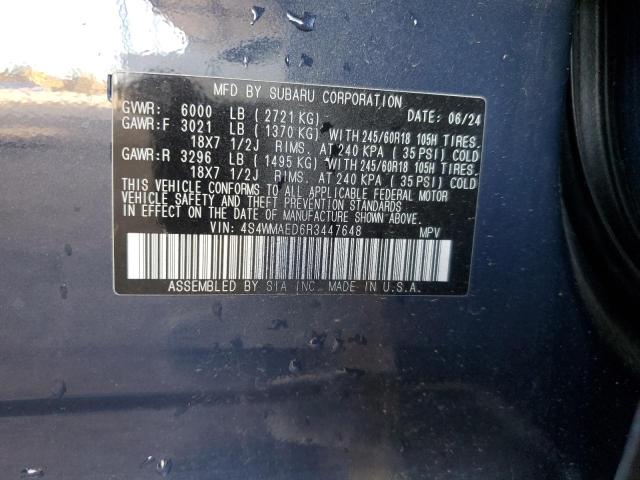 MFD BY SUBARU CORPORATION
GVWR: 6000 LB ( 2721 KG) DATE: 06/24
GAWR:F 3021 LB ( 1370 KG) WITH 245/60R18 105H TIRES.
18X7 1/2J RIMS. AT 240 KPA ( 35 PSI) COLD
GAWR:R 3296 LB ( 1495 KG) WITH 245/60R18 105H TIRES.
18X7 1/2J RIMS. AT 240 KPA ( 35 PSI) COLD
THIS VEHICLE CONFORMS TO ALL APPLICABLE FEDERAL MOTOR
VEHICLE SAFETY AND THEFT PREVENTION STANDARDS
IN EFFECT ON THE DATE OF MANUFACTURE SHOWN ABOVE.
VIN: 4S4WMAED6R3447648 MPV
ASSEMBLED BY SIA INC. MADE IN U.S.A.